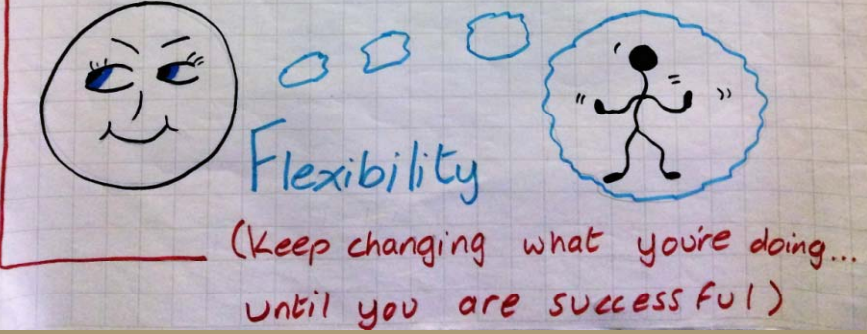 Flexibility
(Keep changing what you're doing...
until you are successful)